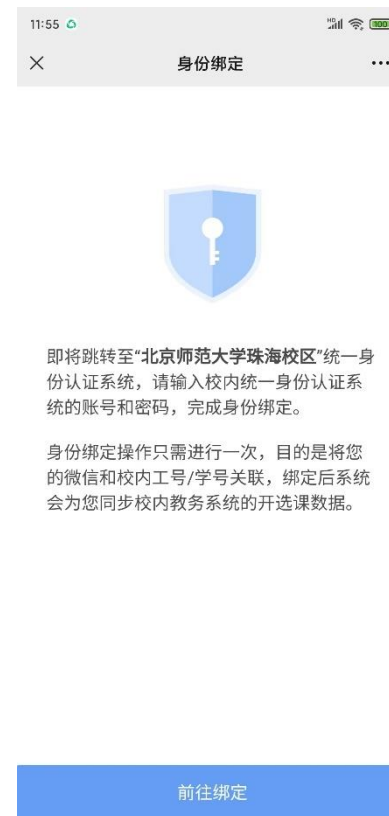 11:55
身份绑定
即将跳转至“北京师范大学珠海校区”统一身
份认证系统，请输入校内统一身份认证系
统的账号和密码，完成身份绑定。
身份绑定操作只需进行一次，目的是将您
的微信和校内工号/学号关联，绑定后系统
会为您同步校内教务系统的开选课数据。
前往绑定